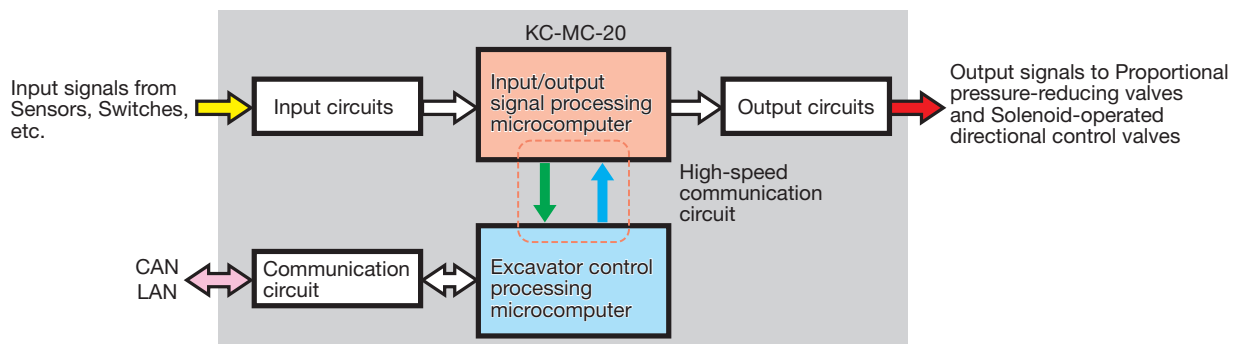 KC-MC-20
Input signals from
Sensors, Switches,
etc.
Input circuits
Input/output
signal processing
microcomputer
Output circuits
Output signals to Proportional
pressure-reducing valves
and Solenoid-operated
directional control valves
High-speed
communication
circuit
CAN
LAN
Communication
circuit
Excavator control
processing
microcomputer